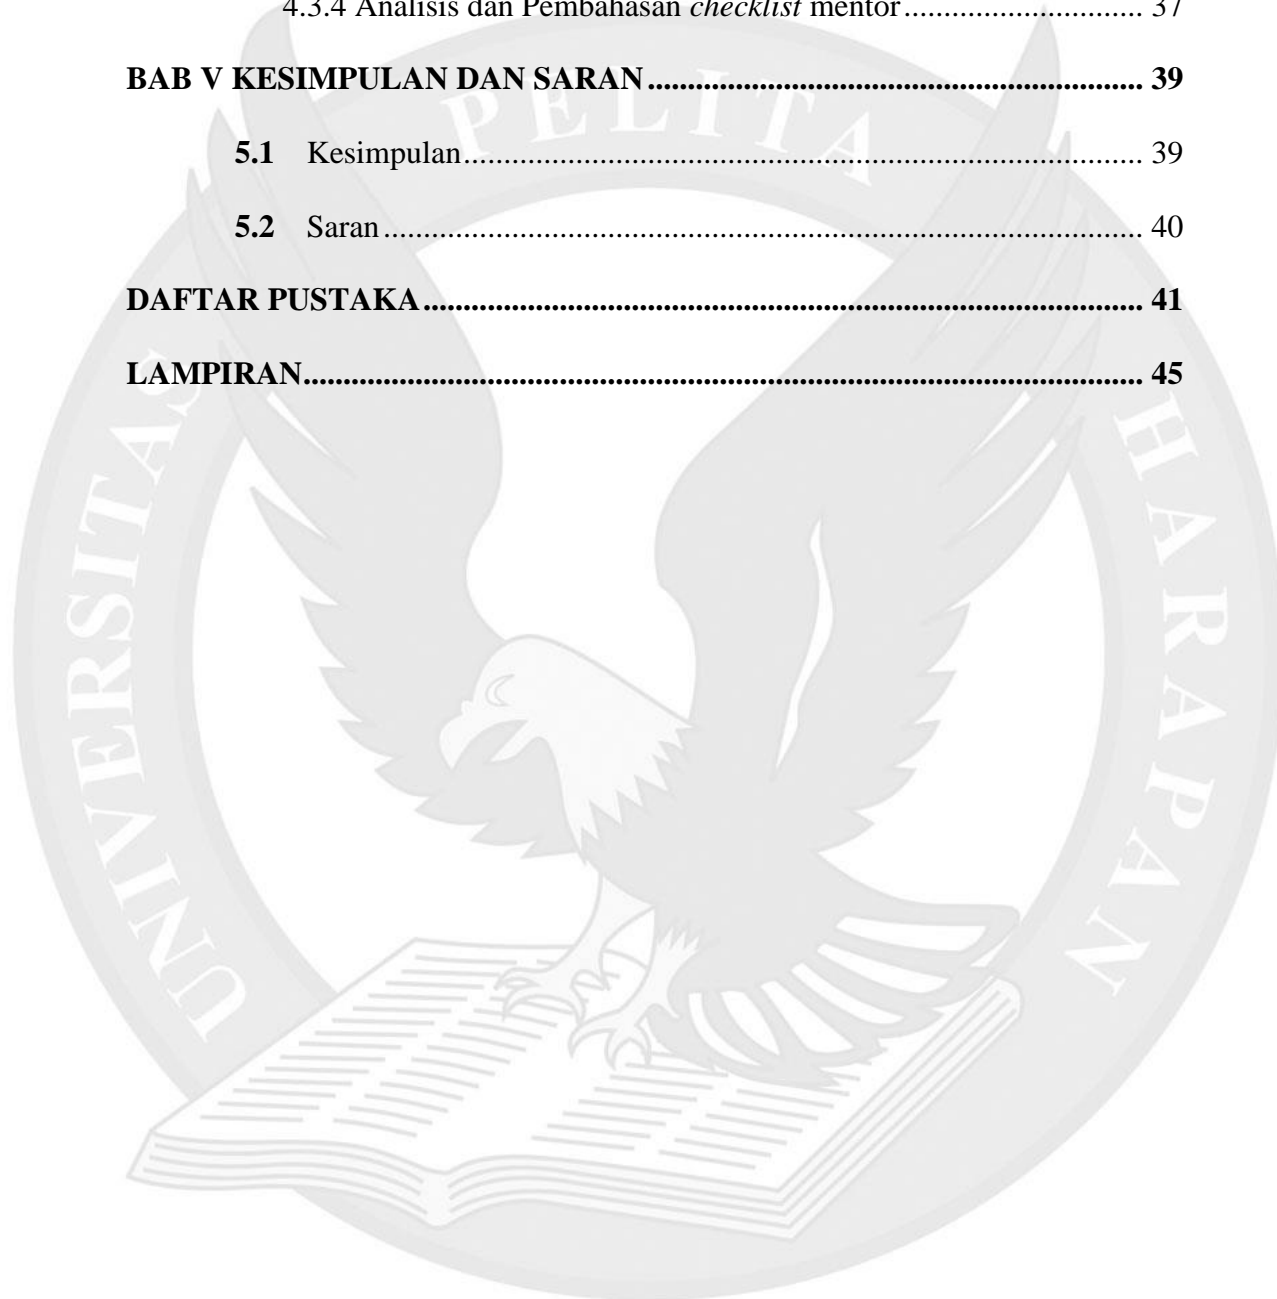 4.3.4 Analisis dan Pembahasan checklist mentor.............................. 37
BAB V KESIMPULAN DAN SARAN.............................................................. 39
5.1 Kesimpulan..................................................................................... 39
5.2 Saran............................................................................................... 40
DAFTAR PUSTAKA.......................................................................................... 41
LAMPIRAN......................................................................................................... 45
UNIVERSITAS PELITA HARAPAN